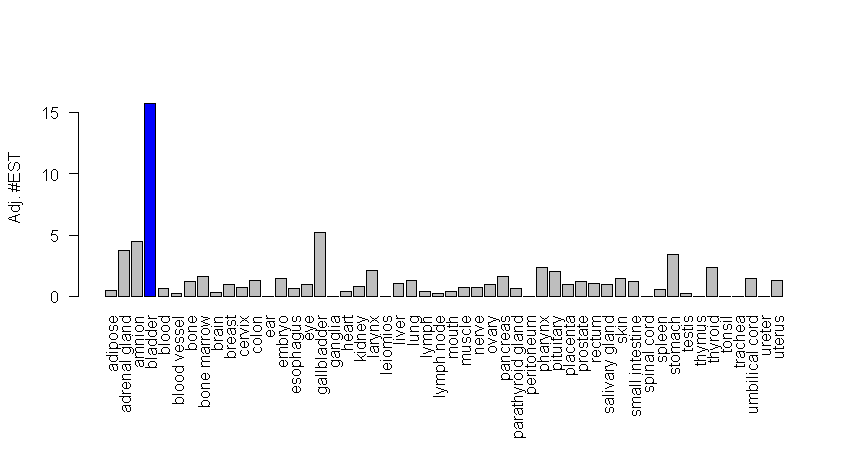 15
10
5
0
Adj. #EST
adipose
adrenal gland
amnion
bladder
blood
blood vessel
bone
bone marrow
brain
breast
cervix
colon
ear
embryo
esophagus
eye
gallbladder
ganglia
heart
kidney
larynx
leiomios
liver
lung
lymph
lymph node
mouth
muscle
nerve
ovary
pancreas
parathyroid gland
peritoneum
pharynx
pituitary
placenta
prostate
rectum
salivary gland
skin
small intestine
spinal cord
spleen
stomach
testis
thymus
thyroid
tonsil
trachea
umbilical cord
ureter
uterus